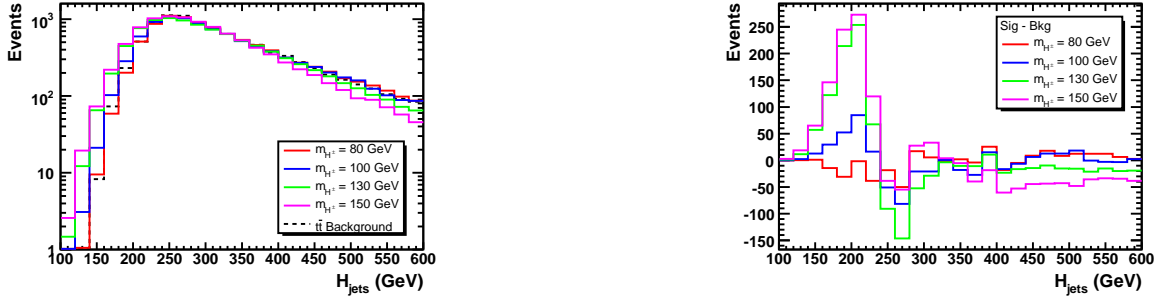 Events
10³
10²
10
1
m_H± = 80 GeV
m_H± = 100 GeV
m_H± = 130 GeV
m_H± = 150 GeV
tt̄ Background
100 150 200 250 300 350 400 450 500 550 600
H_jets (GeV)
Events
250
200
150
100
50
0
-50
-100
-150
Sig - Bkg
m_H± = 80 GeV
m_H± = 100 GeV
m_H± = 130 GeV
m_H± = 150 GeV
100 150 200 250 300 350 400 450 500 550 600
H_jets (GeV)